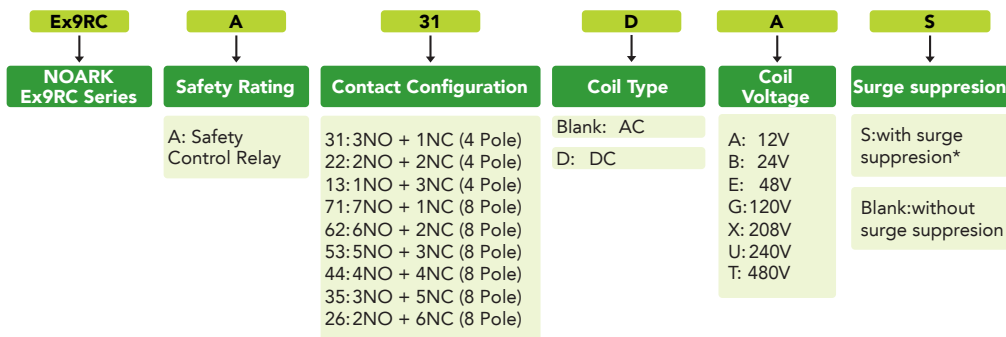 Ex9RC
A
31
D
A
S
NOARK
Ex9RC Series
Safety Rating
Contact Configuration
Coil Type
Coil
Voltage
Surge suppresion
A: Safety
Control Relay
31:3NO + 1NC (4 Pole)
22:2NO + 2NC (4 Pole)
13:1NO + 3NC (4 Pole)
71:7NO + 1NC (8 Pole)
62:6NO + 2NC (8 Pole)
53:5NO + 3NC (8 Pole)
44:4NO + 4NC (8 Pole)
35:3NO + 5NC (8 Pole)
26:2NO + 6NC (8 Pole)
Blank: AC
D: DC
A: 12V
B: 24V
E: 48V
G:120V
X: 208V
U:240V
T: 480V
S:with surge
suppresion*
Blank:without
surge suppresion